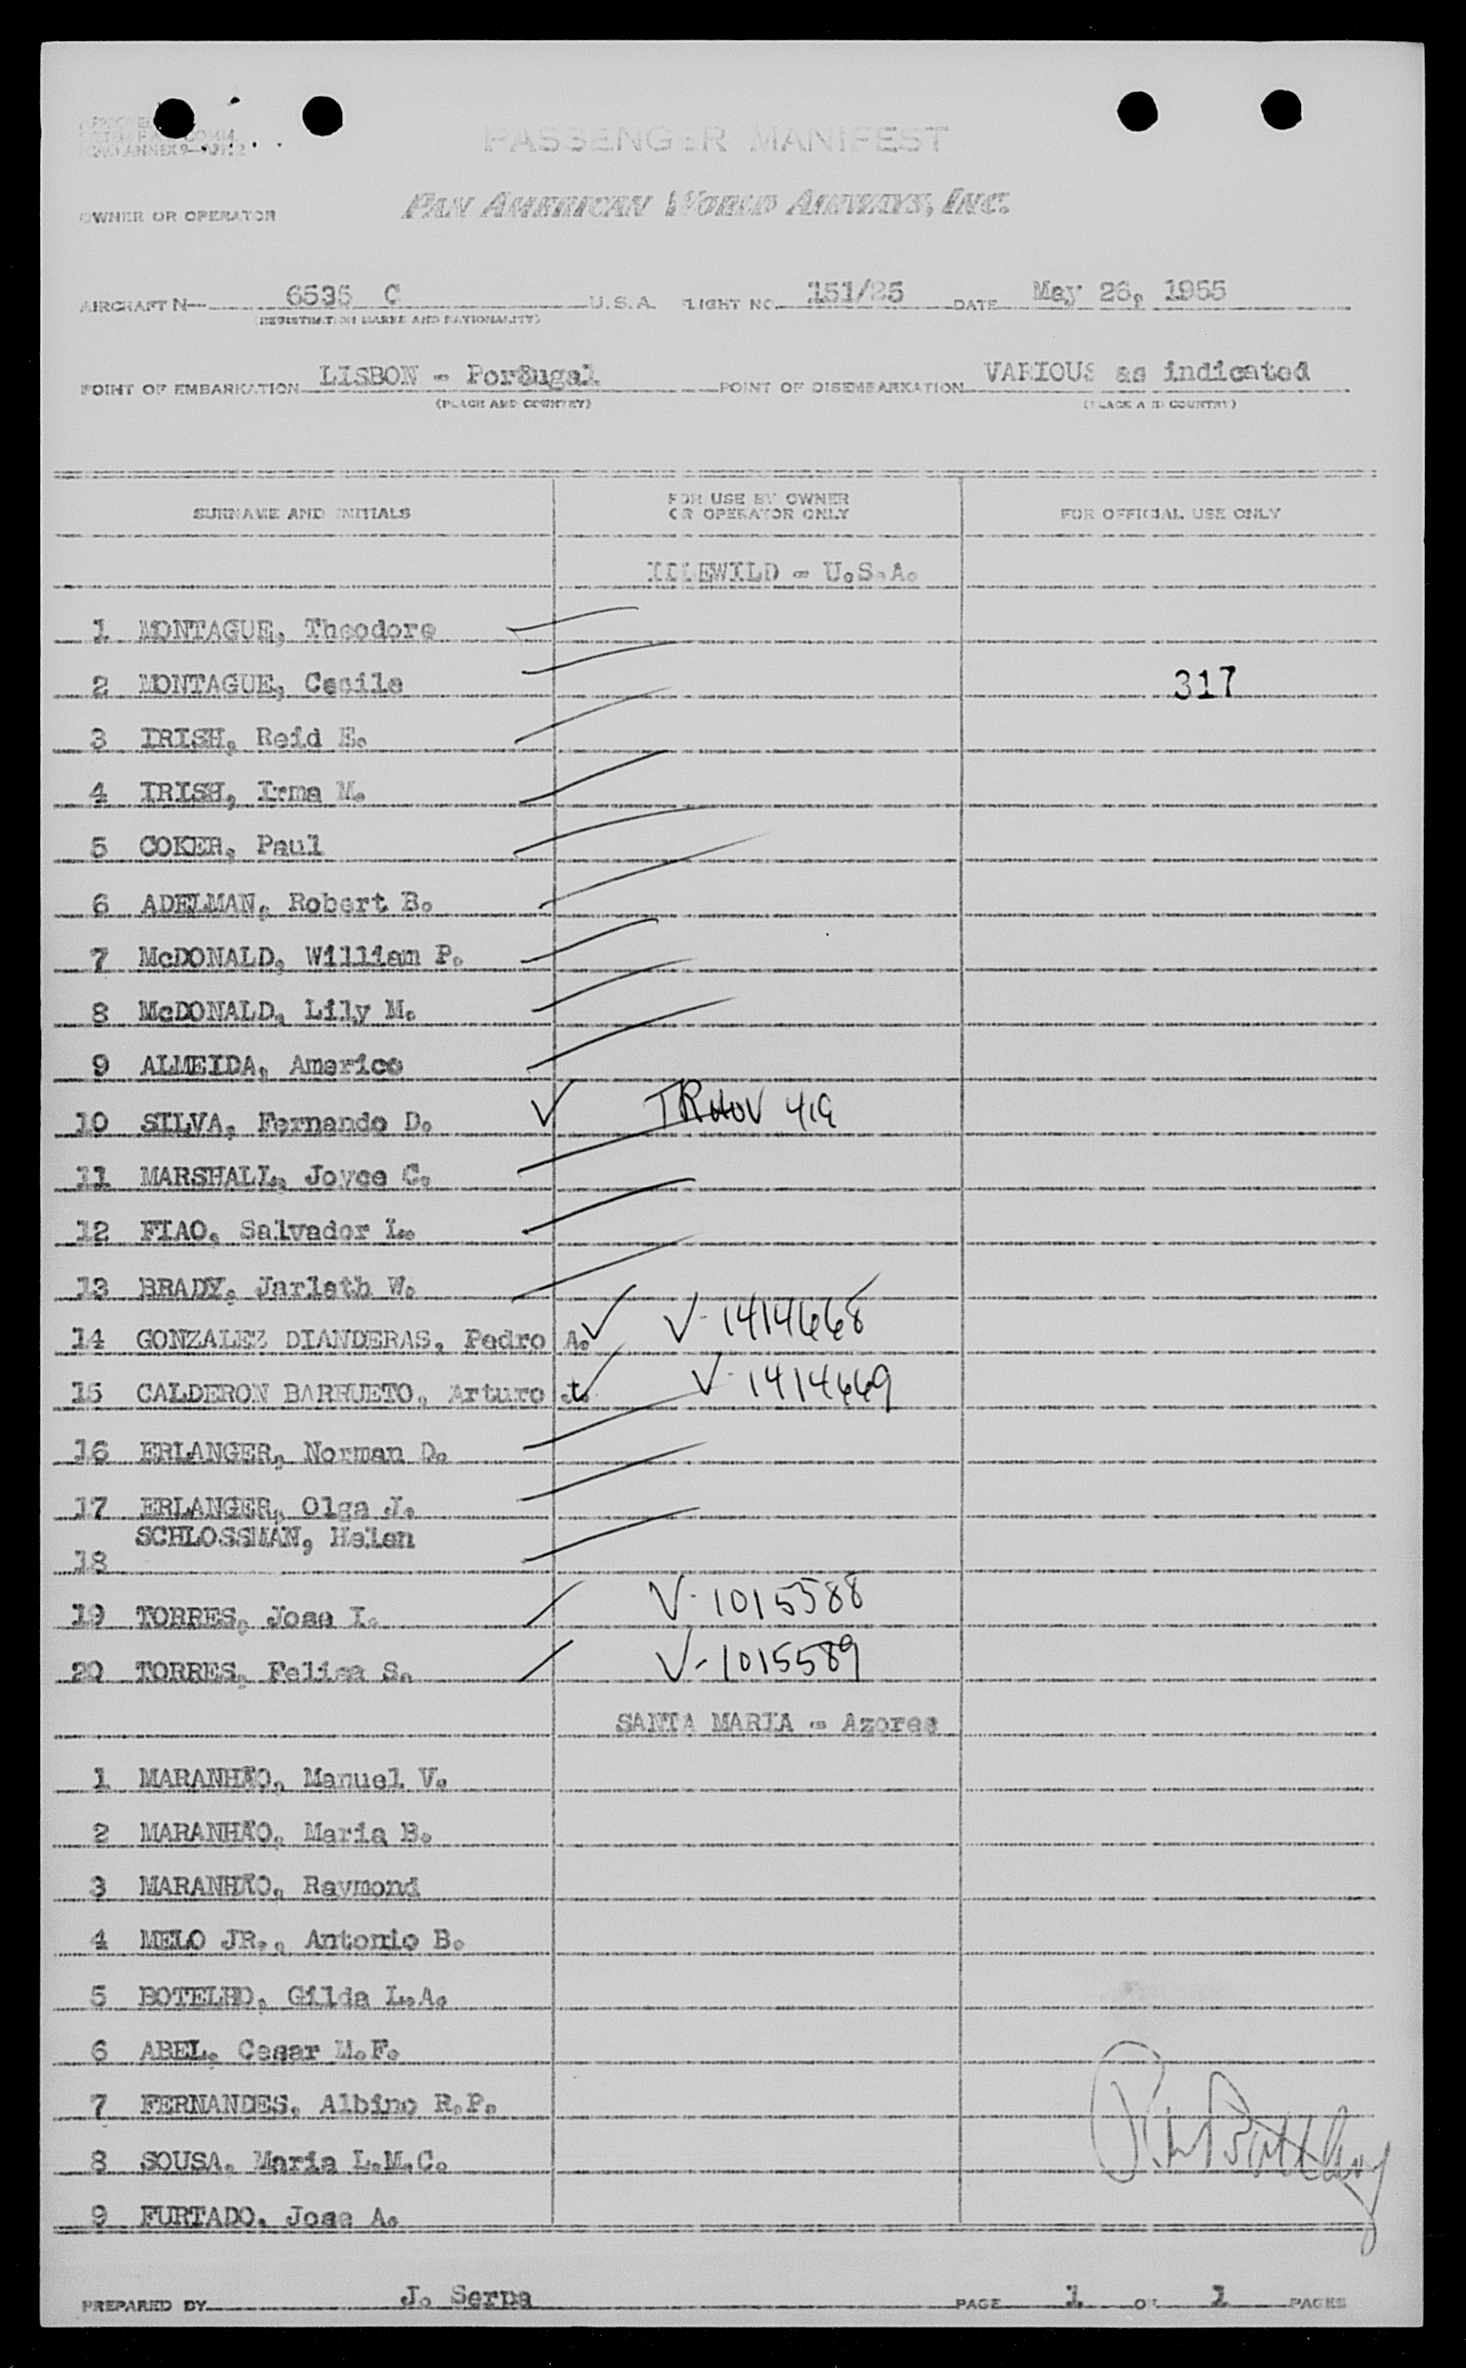 PASSENGER MANIFEST
OWNER OR OPERATOR PAN AMERICAN WORLD AIRWAYS, INC.
AIRCRAFT N— 6535 C U.S.A. FLIGHT NO. 151/25 DATE May 26, 1955
(REGISTRATION MARKS AND NATIONALITY)
POINT OF EMBARKATION LISBON - Portugal POINT OF DISEMBARKATION VARIOUS as indicated
(PLACE AND COUNTRY) (PLACE AND COUNTRY)
SURNAME AND INITIALS FOR USE BY OWNER OR OPERATOR ONLY FOR OFFICIAL USE ONLY
IDLEWILD - U.S.A.
1 MONTAGUE, Theodore
2 MONTAGUE, Cecile 317
3 IRISH, Reid E.
4 IRISH, Irma M.
5 COKER, Paul
6 ADELMAN, Robert B.
7 McDONALD, William P.
8 McDONALD, Lily M.
9 ALMEIDA, Americo
10 SILVA, Fernando D.
11 MARSHALL, Joyce C.
12 FIAO, Salvador L.
13 BRADY, Jarlath W.
14 GONZALEZ DIANDERAS, Pedro A. V-1414668
15 CALDERON BARRUETO, Arturo J. V-1414669
16 ERLANGER, Norman D.
17 ERLANGER, Olga J.
18 SCHLOSSMAN, Helen
19 TORRES, Jose I. V-1015588
20 TORRES, Felisa S. V-1015589
SANTA MARIA - Azores
1 MARANHÃO, Manuel V.
2 MARANHÃO, Maria B.
3 MARANHÃO, Raymond
4 MELO JR., Antonio B.
5 BOTELHO, Gilda L.A.
6 ABEL, Cesar M.F.
7 FERNANDES, Albino R.P.
8 SOUSA, Maria L.M.C.
9 FURTADO, Jose A.
PREPARED BY J. Serpa PAGE 1 OF 1 PAGES